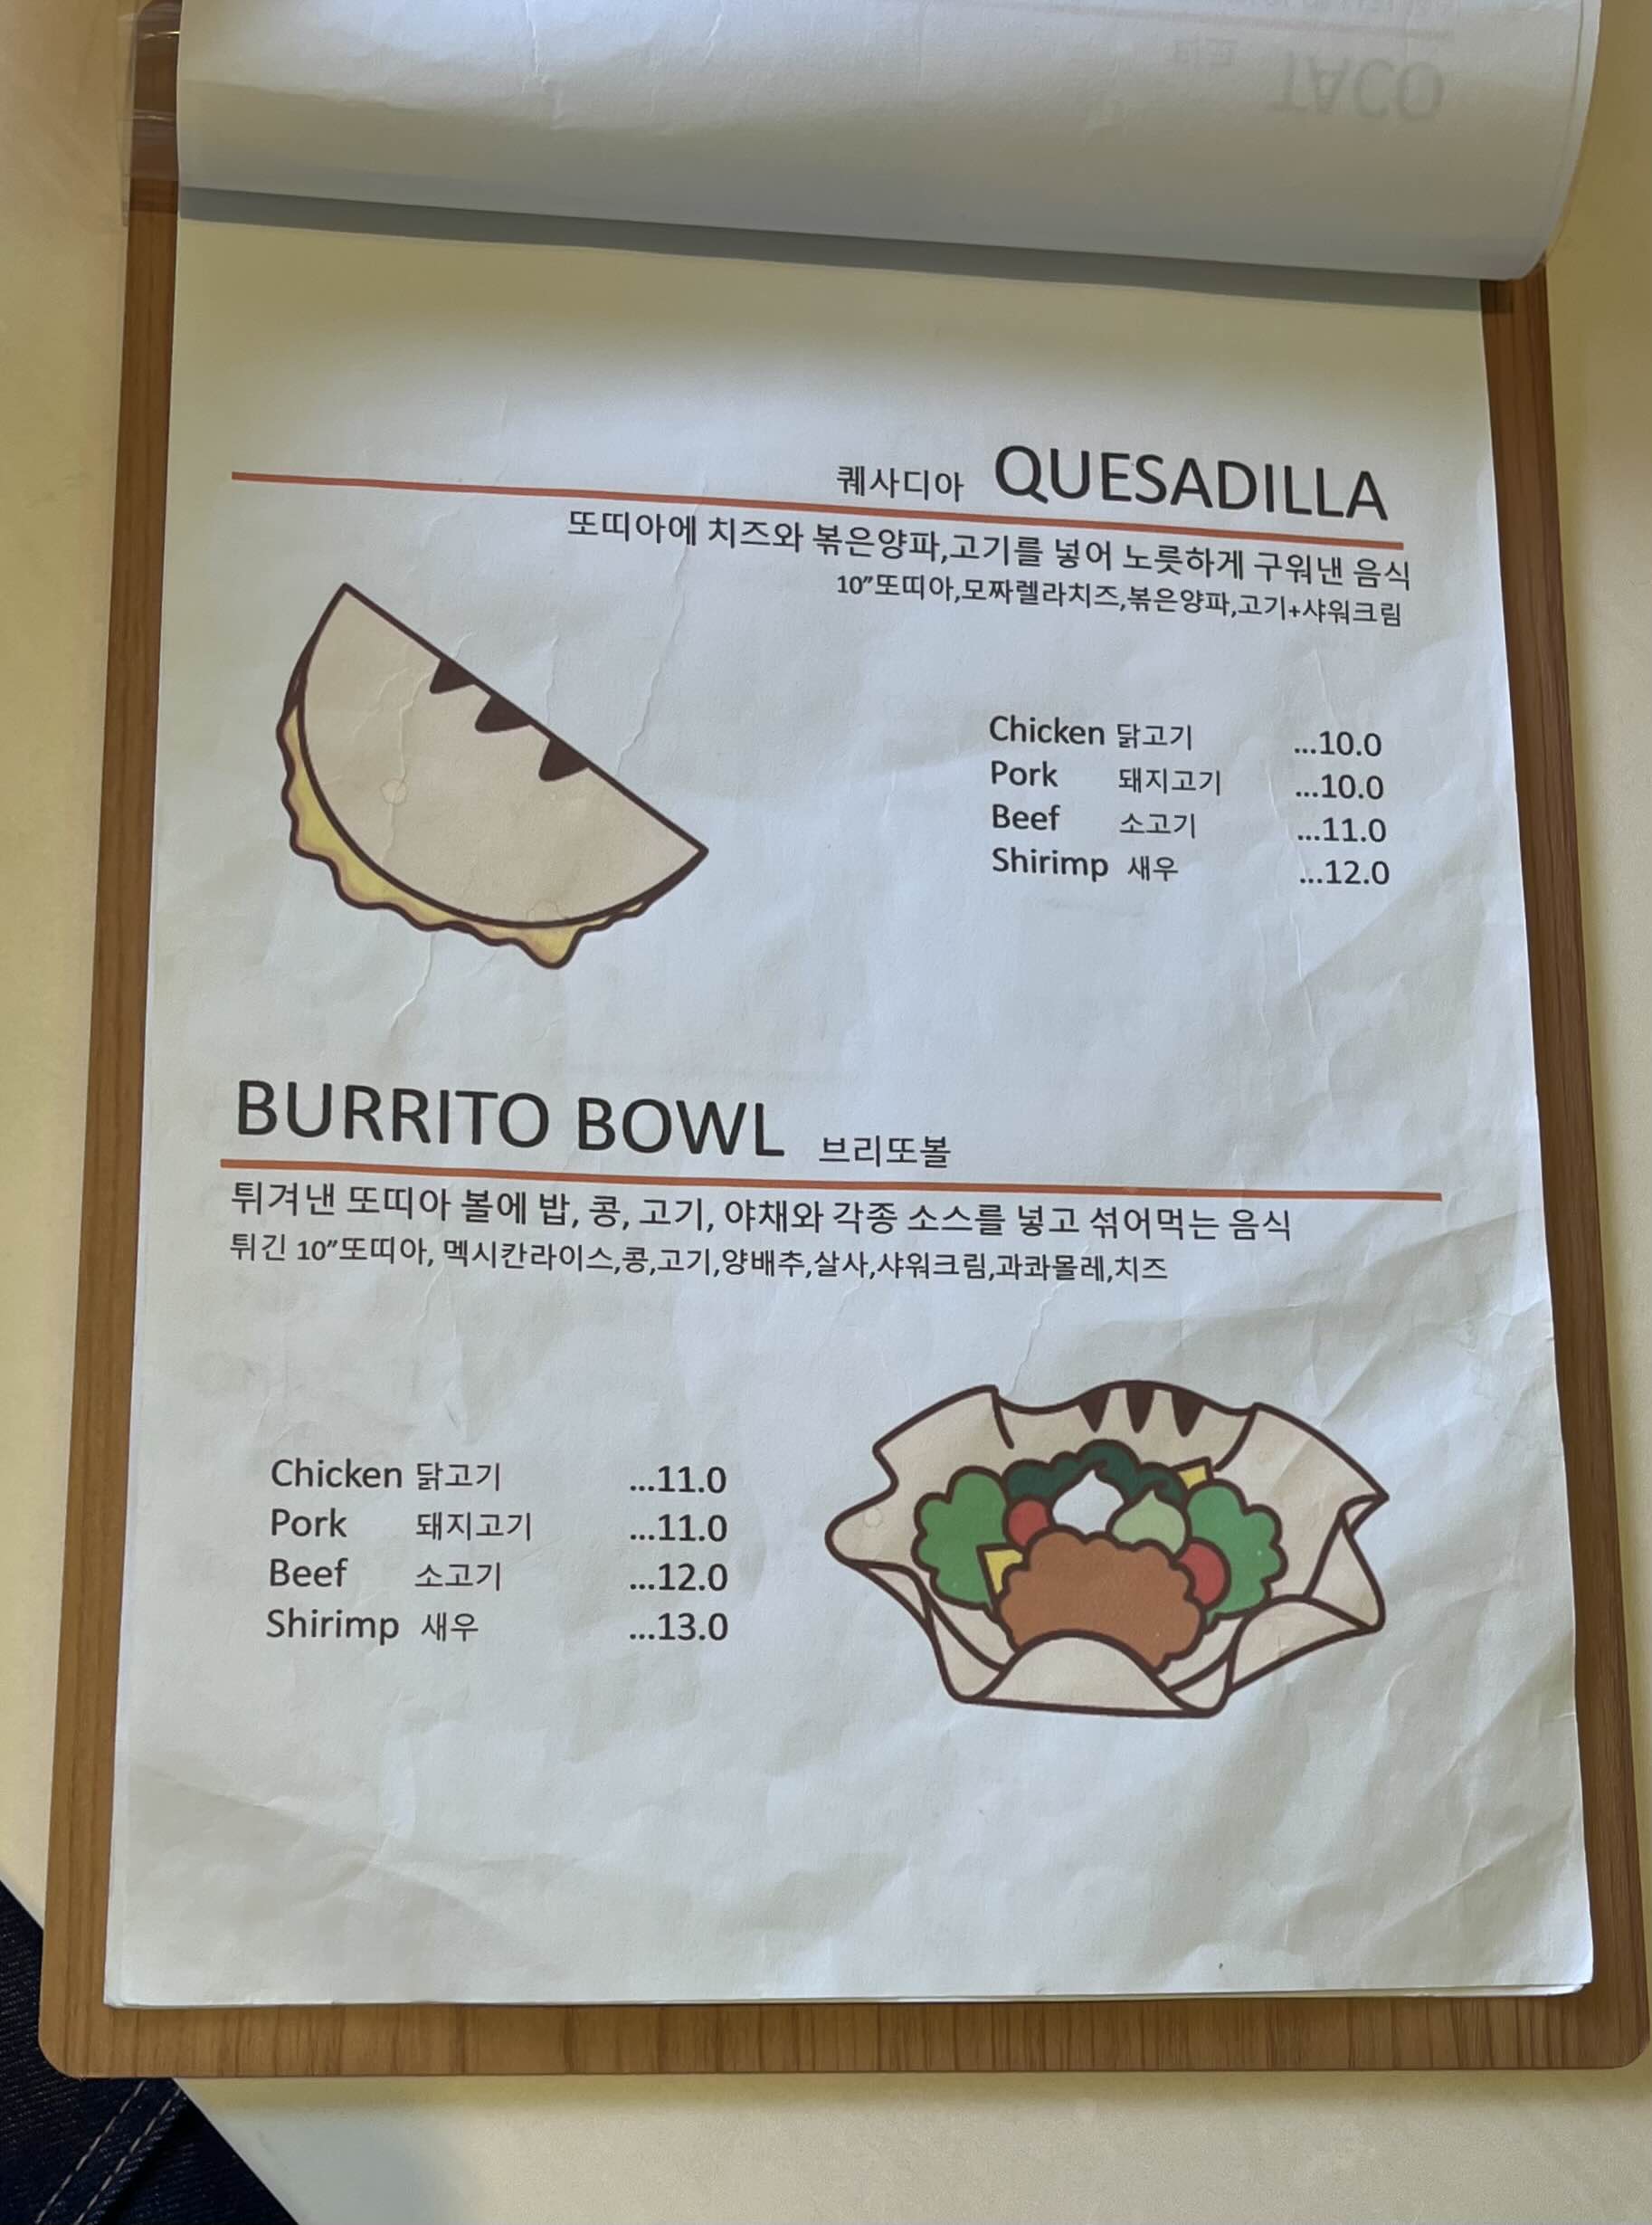 TACO 타코
퀘사디아 QUESADILLA
또띠아에 치즈와 볶은양파,고기를 넣어 노릇하게 구워낸 음식
10”또띠아,모짜렐라치즈,볶은양파,고기+샤워크림
Chicken 닭고기 ...10.0
Pork 돼지고기 ...10.0
Beef 소고기 ...11.0
Shirimp 새우 ...12.0
BURRITO BOWL 브리또볼
튀겨낸 또띠아 볼에 밥, 콩, 고기, 야채와 각종 소스를 넣고 섞어먹는 음식
튀긴 10”또띠아, 멕시칸라이스,콩,고기,양배추,살사,샤워크림,과콰몰레,치즈
Chicken 닭고기 ...11.0
Pork 돼지고기 ...11.0
Beef 소고기 ...12.0
Shirimp 새우 ...13.0